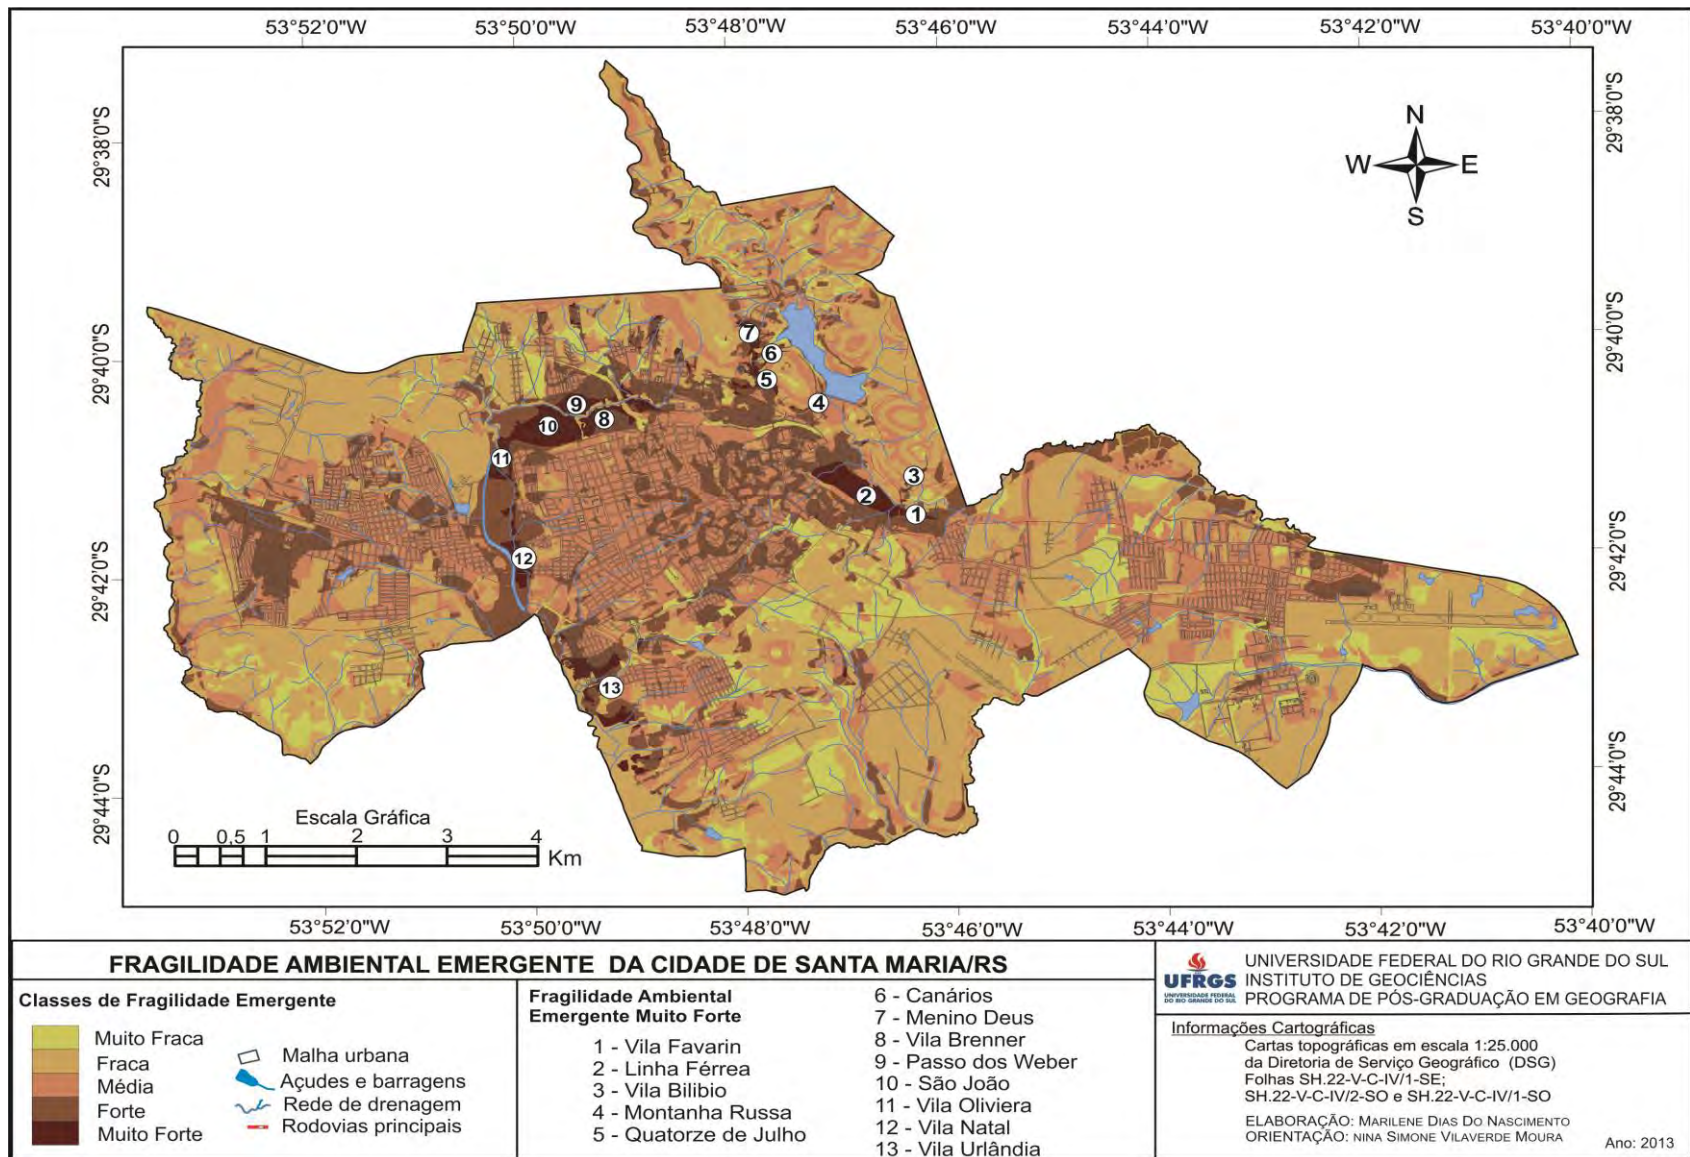 53°52'0"W
53°50'0"W
53°48'0"W
53°46'0"W
53°44'0"W
53°42'0"W
53°40'0"W
29°38'0"S
29°40'0"S
29°42'0"S
29°44'0"S
29°38'0"S
29°40'0"S
29°42'0"S
29°44'0"S
N
W E
S
7
6
5
4
9
8
10
11
3
2
1
12
13
Escala Gráfica
0 0,5 1 2 3 4
Km
53°52'0"W
53°50'0"W
53°48'0"W
53°46'0"W
53°44'0"W
53°42'0"W
53°40'0"W
FRAGILIDADE AMBIENTAL EMERGENTE DA CIDADE DE SANTA MARIA/RS
Classes de Fragilidade Emergente
Muito Fraca
Fraca
Média
Forte
Muito Forte
Malha urbana
Açudes e barragens
Rede de drenagem
Rodovias principais
Fragilidade Ambiental
Emergente Muito Forte
1 - Vila Favarin
2 - Linha Férrea
3 - Vila Bilibio
4 - Montanha Russa
5 - Quatorze de Julho
6 - Canários
7 - Menino Deus
8 - Vila Brenner
9 - Passo dos Weber
10 - São João
11 - Vila Oliviera
12 - Vila Natal
13 - Vila Urlândia
UFRGS
UNIVERSIDADE FEDERAL
DO RIO GRANDE DO SUL
UNIVERSIDADE FEDERAL DO RIO GRANDE DO SUL
INSTITUTO DE GEOCIÊNCIAS
PROGRAMA DE PÓS-GRADUAÇÃO EM GEOGRAFIA
Informações Cartográficas
Cartas topográficas em escala 1:25.000
da Diretoria de Serviço Geográfico (DSG)
Folhas SH.22-V-C-IV/1-SE;
SH.22-V-C-IV/2-SO e SH.22-V-C-IV/1-SO
ELABORAÇÃO: MARILENE DIAS DO NASCIMENTO
ORIENTAÇÃO: NINA SIMONE VILAVERDE MOURA
Ano: 2013